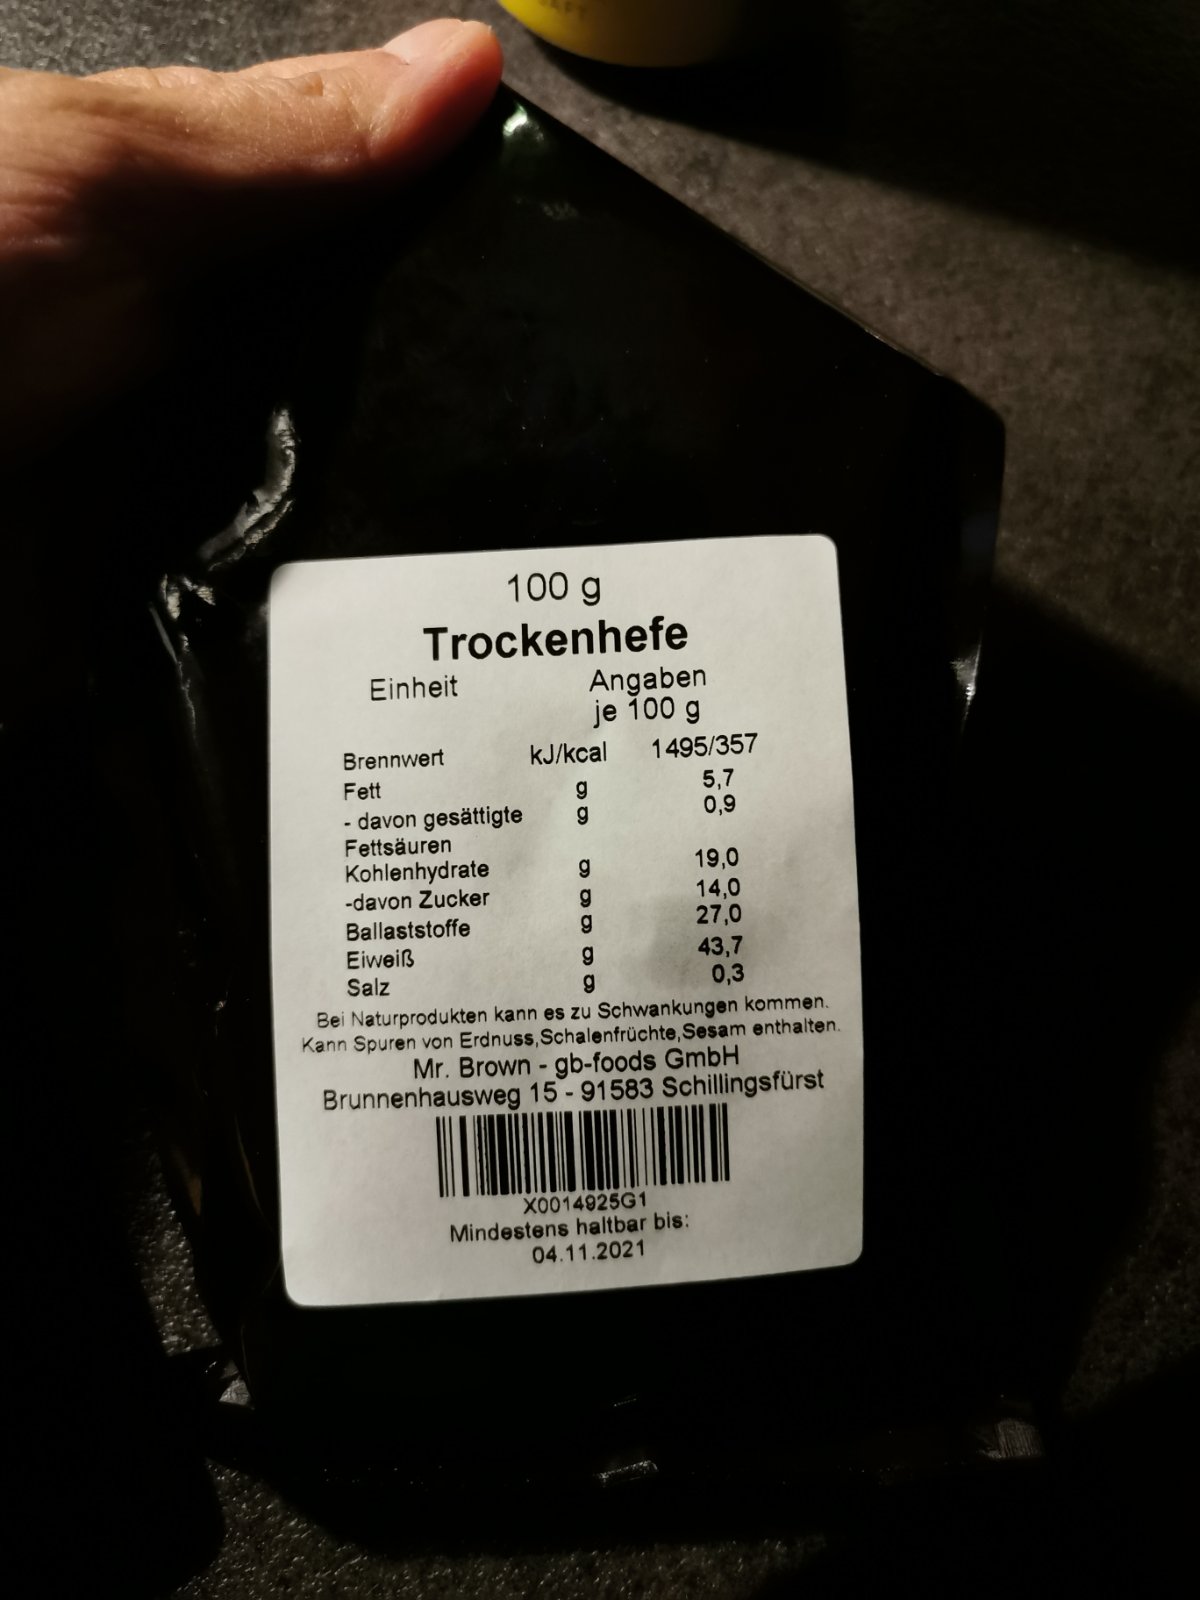 100 g
Trockenhefe
Einheit Angaben
je 100 g
Brennwert kJ/kcal 1495/357
Fett g 5,7
- davon gesättigte g 0,9
Fettsäuren
Kohlenhydrate g 19,0
-davon Zucker g 14,0
Ballaststoffe g 27,0
Eiweiß g 43,7
Salz g 0,3
Bei Naturprodukten kann es zu Schwankungen kommen.
Kann Spuren von Erdnuss,Schalenfrüchte,Sesam enthalten.
Mr. Brown - gb-foods GmbH
Brunnenhausweg 15 - 91583 Schillingsfürst
X0014925G1
Mindestens haltbar bis:
04.11.2021